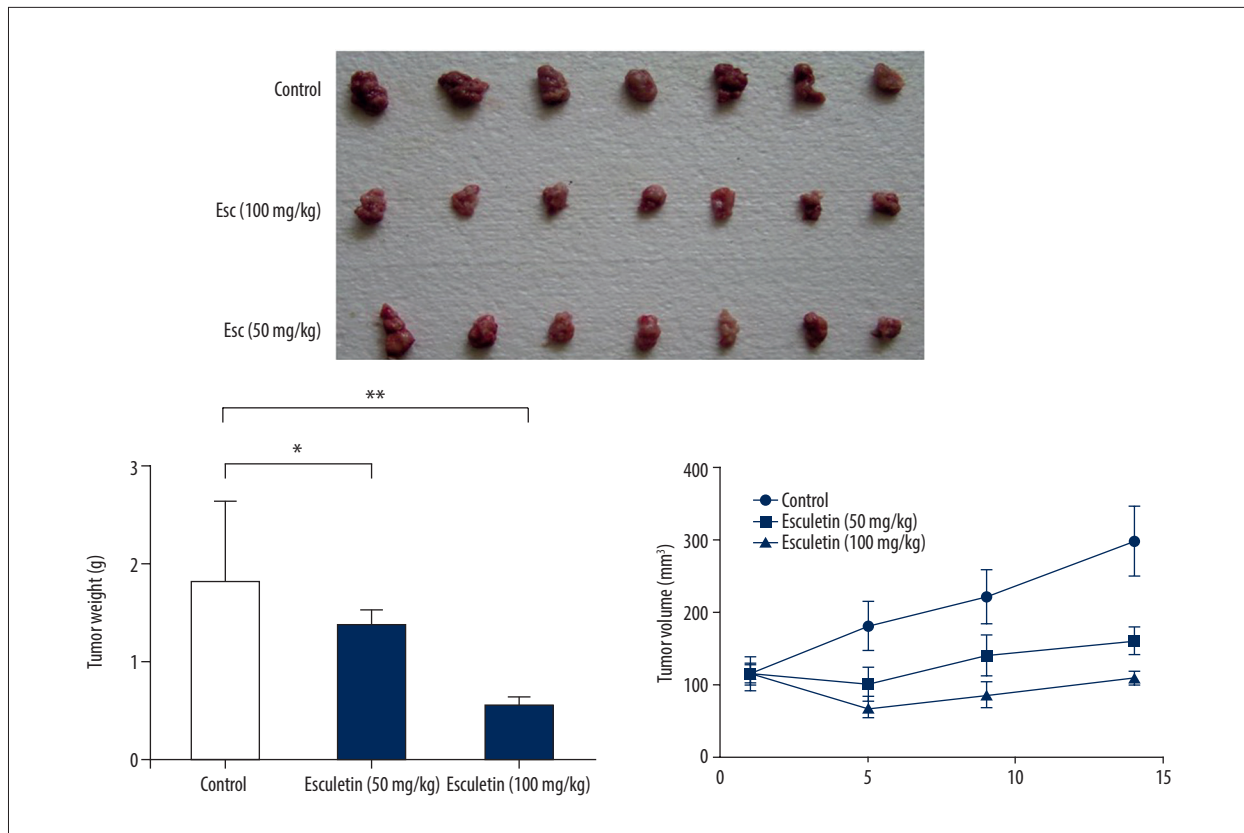 Control
Esc (100 mg/kg)
Esc (50 mg/kg)
**
*
3
2
1
0
Tumor weight (g)
Control
Esculetin (50 mg/kg)
Esculetin (100 mg/kg)
400
300
200
100
0
Tumor volume (mm³)
Control
Esculetin (50 mg/kg)
Esculetin (100 mg/kg)
0
5
10
15